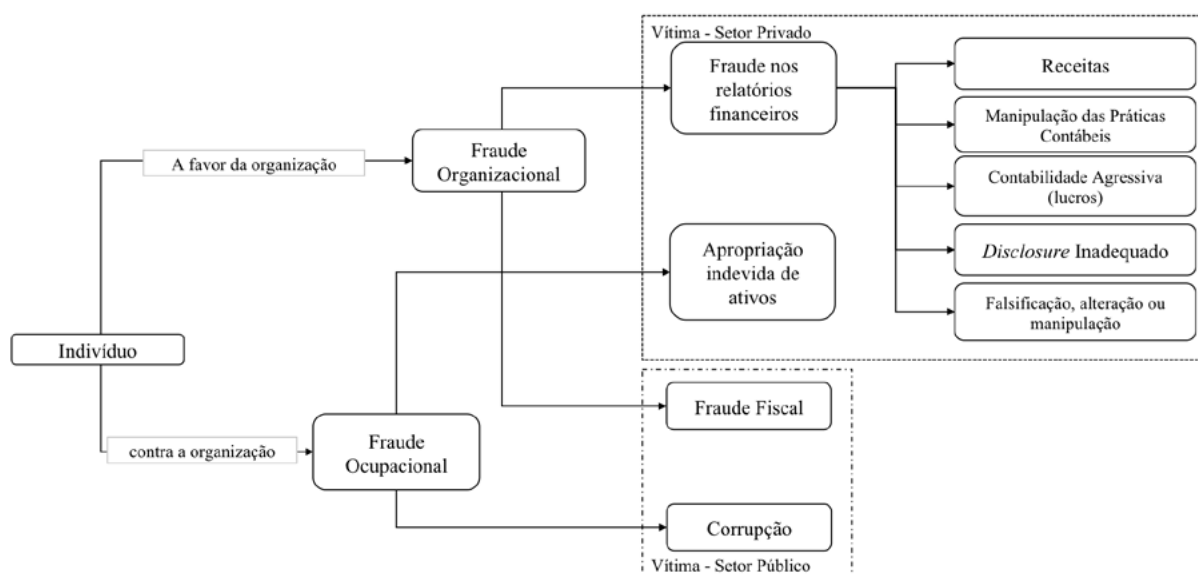 Vítima - Setor Privado
Fraude nos
relatórios
financeiros
Receitas
Manipulação das Práticas
Contábeis
Contabilidade Agressiva
(lucros)
Disclosure Inadequado
Falsificação, alteração ou
manipulação
A favor da organização
Fraude
Organizacional
Apropriação
indevida de
ativos
Indivíduo
contra a organização
Fraude
Ocupacional
Fraude Fiscal
Corrupção
Vítima - Setor Público